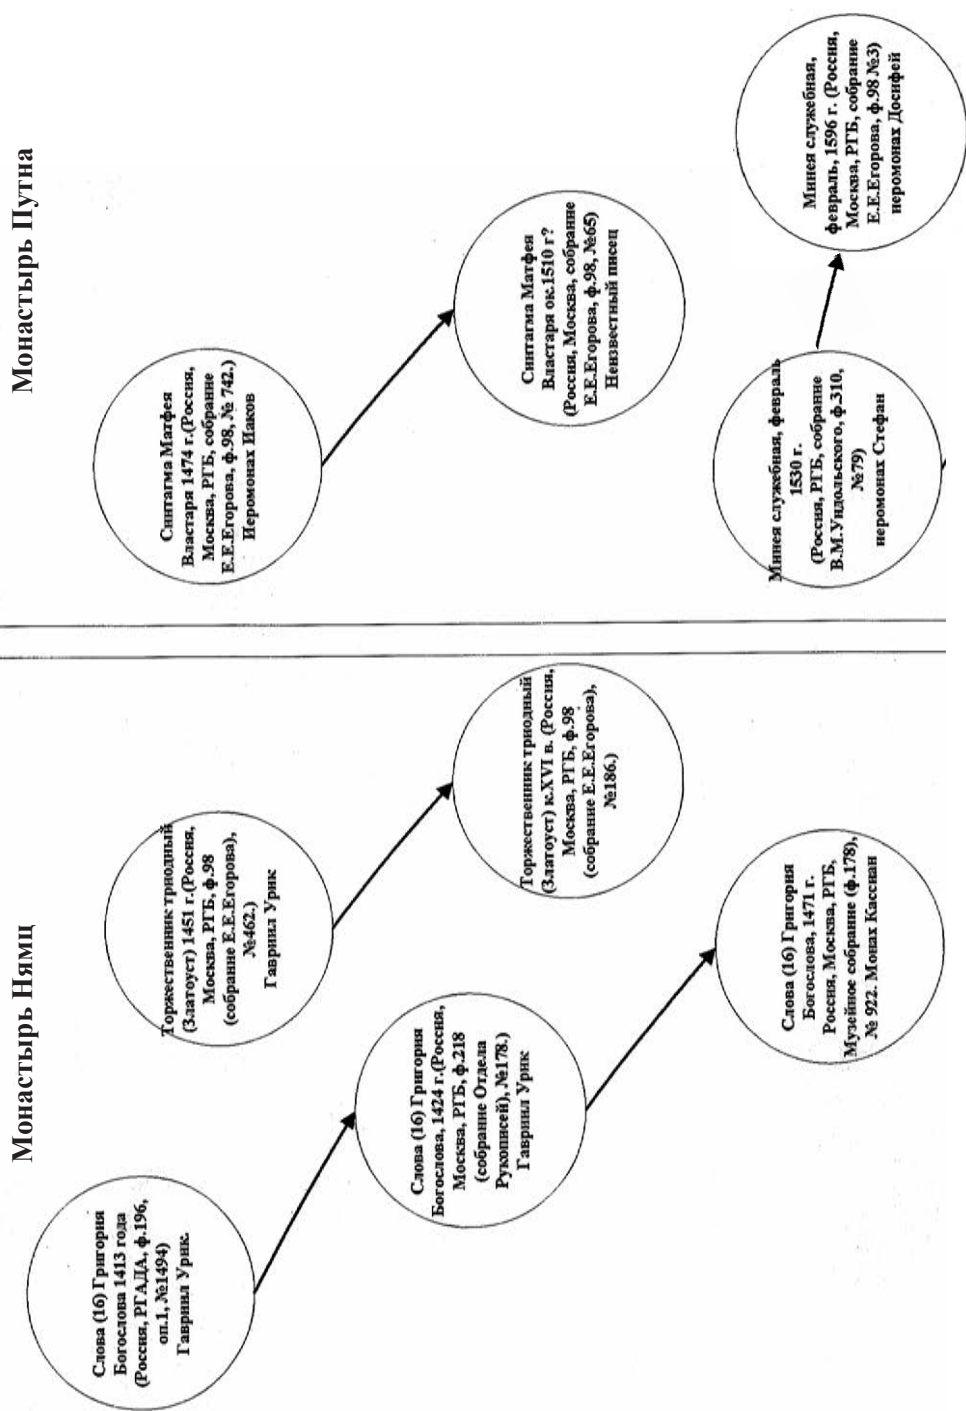 Монастырь Нямц
Слова (16) Григория
Богослова 1413 года
(Россия, РГАДА, ф.196,
оп.1, №1494)
Гавриил Урик.
Торжественник триодный
(Златоуст) 1451 г.(Россия,
Москва, РГБ, ф.98
(собрание Е.Е.Егорова),
№462.)
Гавриил Урик
Слова (16) Григория
Богослова, 1424 г.(Россия,
Москва, РГБ, ф.218
(собрание Отдела
Рукописей), №178.)
Гавриил Урик
Торжественник триодный
(Златоуст) к.XVI в. (Россия,
Москва, РГБ, ф.98
(собрание Е.Е.Егорова),
№186.)
Слова (16) Григория
Богослова, 1471 г.
Россия, Москва, РГБ,
Музейное собрание (ф.178),
№ 922. Монах Кассиан
Монастырь Путна
Синтагма Матфея
Властаря 1474 г.(Россия,
Москва, РГБ, собрание
Е.Е.Егорова, ф.98, № 742.)
Иеромонах Иаков
Синтагма Матфея
Властаря ок.1510 г?
(Россия, Москва, собрание
Е.Е.Егорова, ф.98, №65)
Неизвестный писец
Минея служебная, февраль
1530 г.
(Россия, РГБ, собрание
В.М.Ундольского, ф.310,
№79)
иеромонах Стефан
Минея служебная,
февраль, 1596 г. (Россия,
Москва, РГБ, собрание
Е.Е.Егорова, ф.98 №3)
иеромонах Досифей